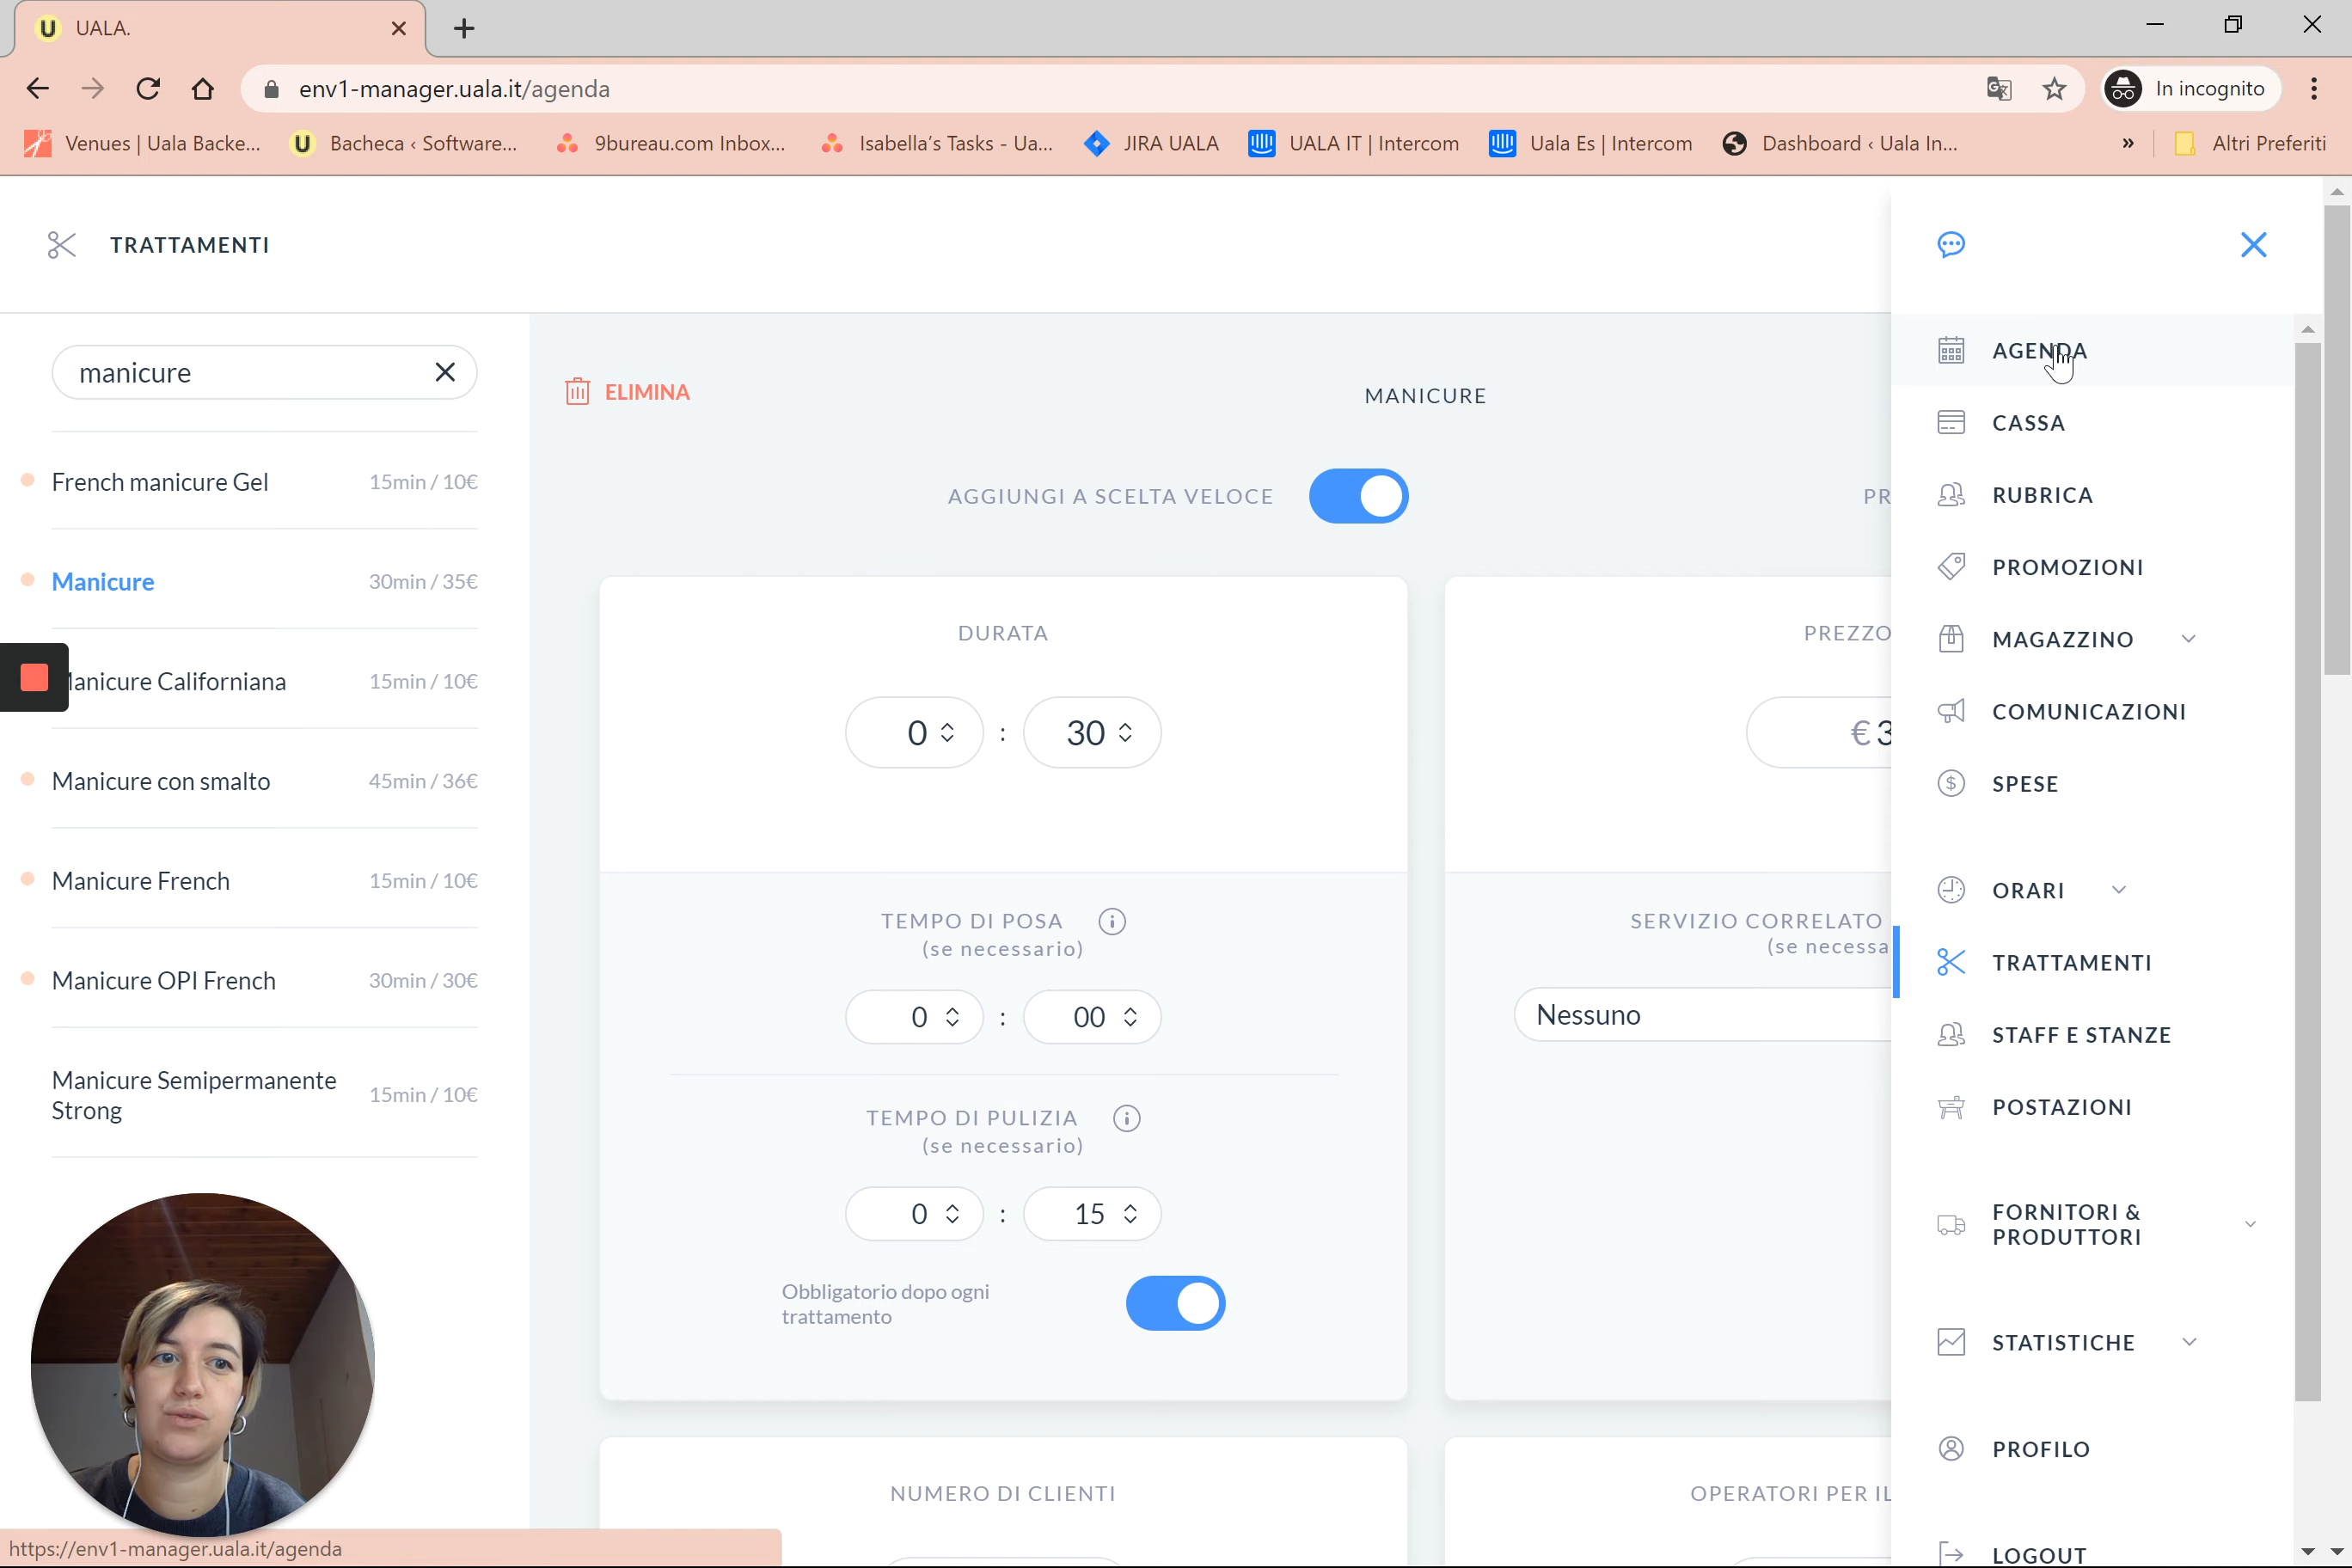 UALA.
env1-manager.uala.it/agenda
In incognito
Venues | Uala Backe...
Bacheca ‹ Software...
9bureau.com Inbox...
Isabella's Tasks - Ua...
JIRA UALA
UALA IT | Intercom
Uala Es | Intercom
Dashboard ‹ Uala In...
»
Altri Preferiti
TRATTAMENTI
manicure
French manicure Gel 15min / 10€
Manicure 30min / 35€
Manicure Californiana 15min / 10€
Manicure con smalto 45min / 36€
Manicure French 15min / 10€
Manicure OPI French 30min / 30€
Manicure Semipermanente
Strong 15min / 10€
ELIMINA
MANICURE
AGGIUNGI A SCELTA VELOCE
PR
DURATA
0 : 30
TEMPO DI POSA
(se necessario)
0 : 00
TEMPO DI PULIZIA
(se necessario)
0 : 15
Obbligatorio dopo ogni
trattamento
NUMERO DI CLIENTI
PREZZO
€ 3
SERVIZIO CORRELATO
(se necessa
Nessuno
OPERATORI PER IL
AGENDA
CASSA
RUBRICA
PROMOZIONI
MAGAZZINO
COMUNICAZIONI
SPESE
ORARI
TRATTAMENTI
STAFF E STANZE
POSTAZIONI
FORNITORI &
PRODUTTORI
STATISTICHE
PROFILO
LOGOUT
https://env1-manager.uala.it/agenda